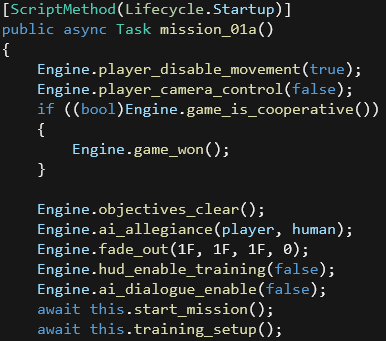 [ScriptMethod(Lifecycle.Startup)]
public async Task mission_01a()
{
    Engine.player_disable_movement(true);
    Engine.player_camera_control(false);
    if ((bool)Engine.game_is_cooperative())
    {
        Engine.game_won();
    }

    Engine.objectives_clear();
    Engine.ai_allegiance(player, human);
    Engine.fade_out(1F, 1F, 1F, 0);
    Engine.hud_enable_training(false);
    Engine.ai_dialogue_enable(false);
    await this.start_mission();
    await this.training_setup();